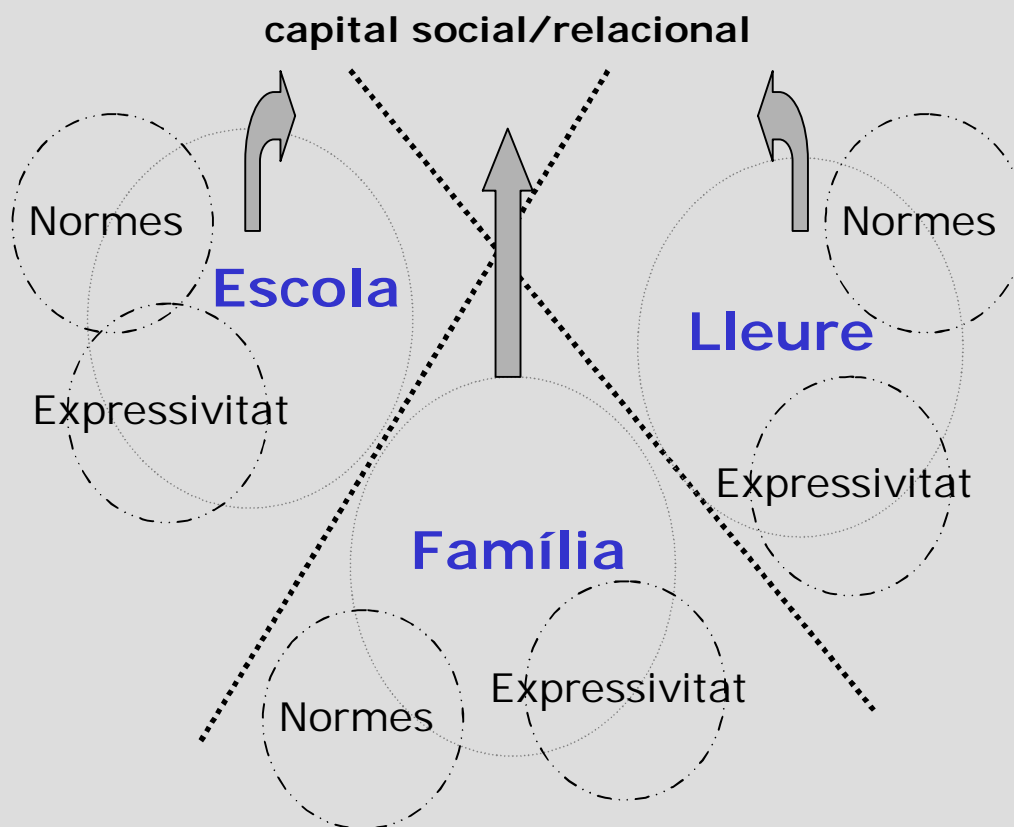 capital social/relacional
Normes
Escola
Expressivitat
Normes
Lleure
Expressivitat
Família
Normes
Expressivitat